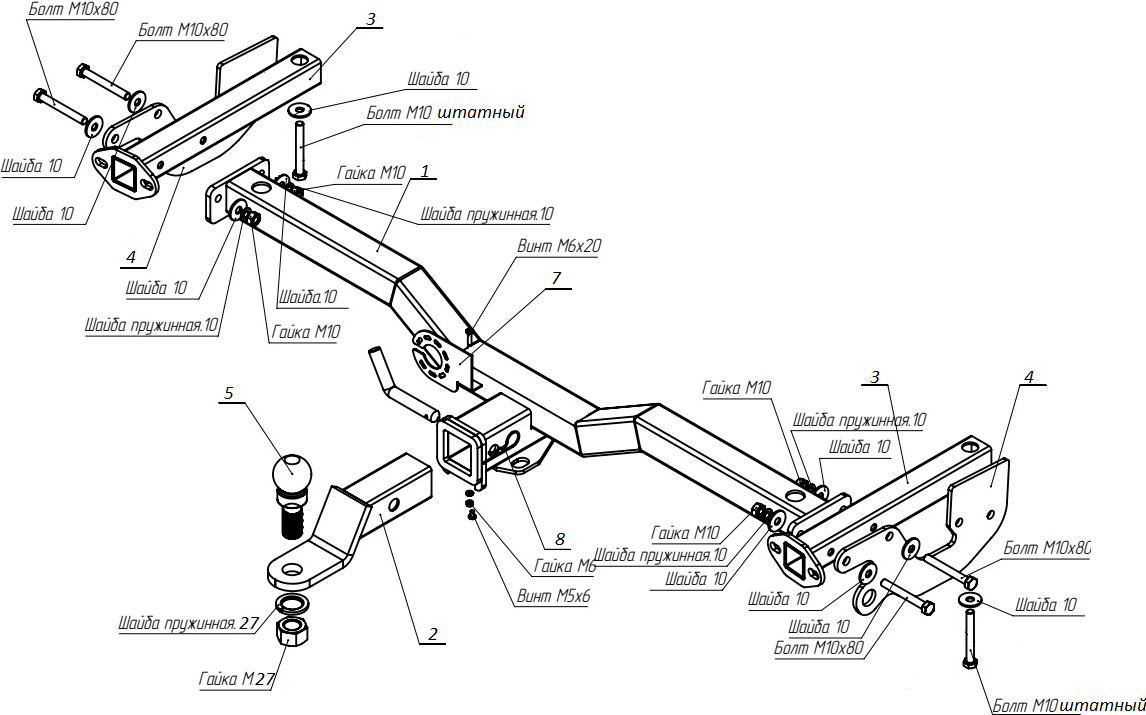 Болт М10х80
3
Болт М10х80
Шайба 10
Болт М10 штатный
Шайба 10
Гайка М10
1
Шайба 10
Шайба пружинная.10
Винт М6х20
4
7
Шайба 10
Шайба.10
Шайба пружинная.10
Гайка М10
3
4
Гайка М10
5
Шайба пружинная.10
Шайба 10
Гайка М10
8
Шайба пружинная.10
Болт М10х80
Гайка М6
Шайба 10
Винт М5х6
Шайба 10
Шайба 10
Шайба пружинная.27
2
Шайба 10
Болт М10х80
Гайка М27
Болт М10 штатный